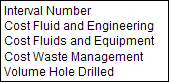 Interval Number
Cost Fluid and Engineering
Cost Fluids and Equipment
Cost Waste Management
Volume Hole Drilled